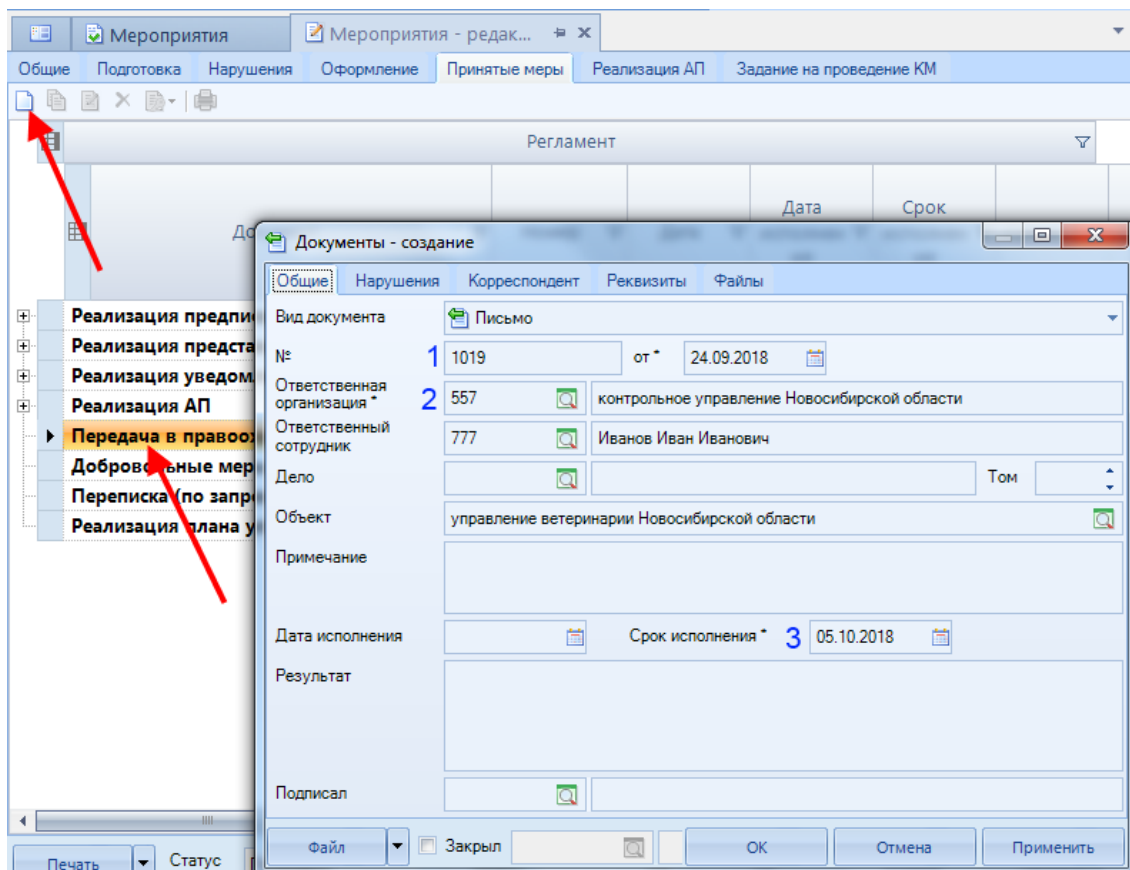 Мероприятия
Мероприятия - редак...
Общие Подготовка Нарушения Оформление Принятые меры Реализация АП Задание на проведение КМ
Регламент
Дата Срок
Документы - создание
Общие Нарушения Корреспондент Реквизиты Файлы
Вид документа Письмо
№ 1 1019 от * 24.09.2018
Ответственная
организация * 2 557 контрольное управление Новосибирской области
Ответственный
сотрудник 777 Иванов Иван Иванович
Дело Том
Объект управление ветеринарии Новосибирской области
Примечание
Дата исполнения Срок исполнения * 3 05.10.2018
Результат
Подписал
Файл Закрыл ОК Отмена Применить
Реализация предпи
Реализация предста
Реализация уведом
Реализация АП
Передача в правоох
Добровольные мер
Переписка (по запро
Реализация плана у
Печать Статус